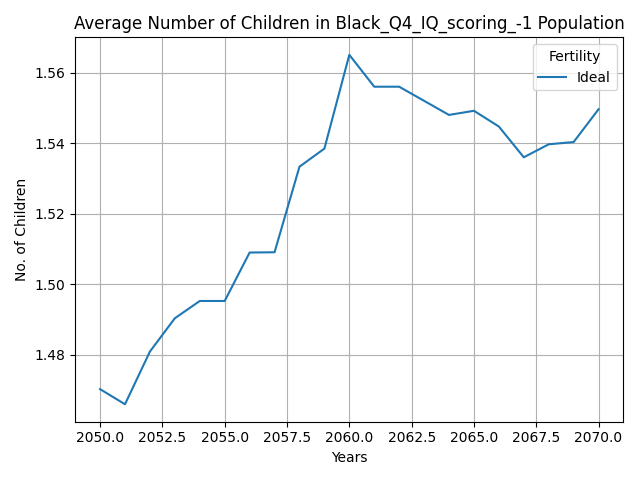 Average Number of Children in Black_Q4_IQ_scoring_-1 Population
Fertility
Ideal
No. of Children
1.56
1.54
1.52
1.50
1.48
2050.0 2052.5 2055.0 2057.5 2060.0 2062.5 2065.0 2067.5 2070.0
Years